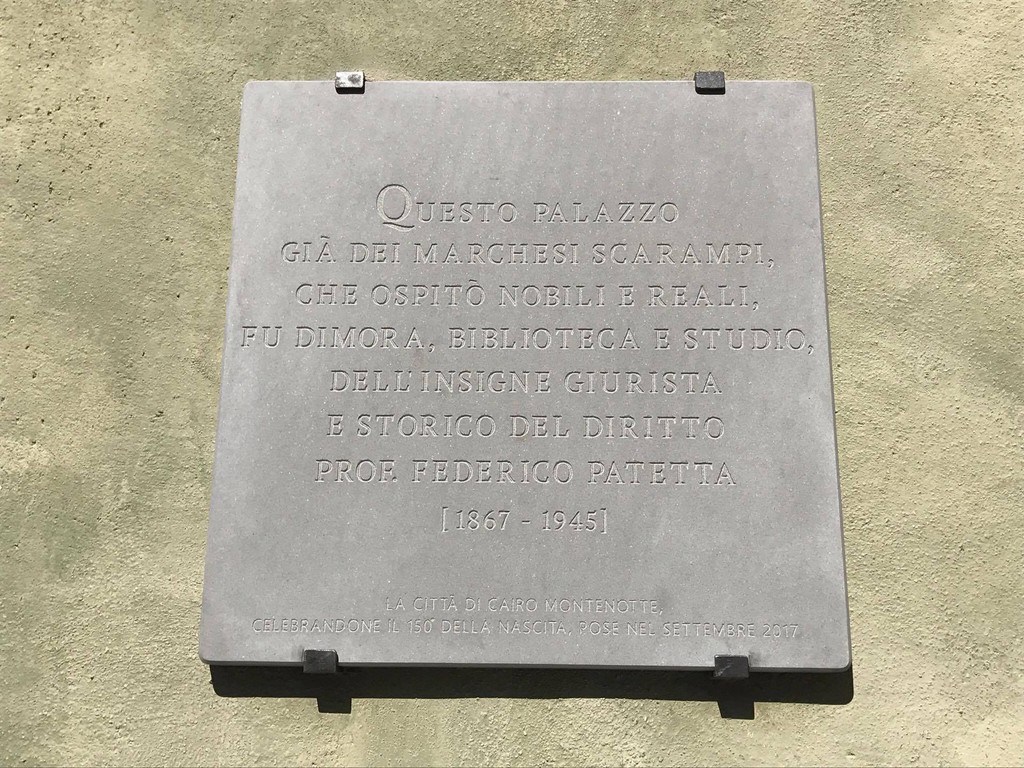 QUESTO PALAZZO
GIÀ DEI MARCHESI SCARAMPI,
CHE OSPITÒ NOBILI E REALI,
FU DIMORA, BIBLIOTECA E STUDIO,
DELL'INSIGNE GIURISTA
E STORICO DEL DIRITTO
PROF. FEDERICO PATETTA
[1867 - 1945]
LA CITTÀ DI CAIRO MONTENOTTE,
CELEBRANDONE IL 150° DELLA NASCITA, POSE NEL SETTEMBRE 2017